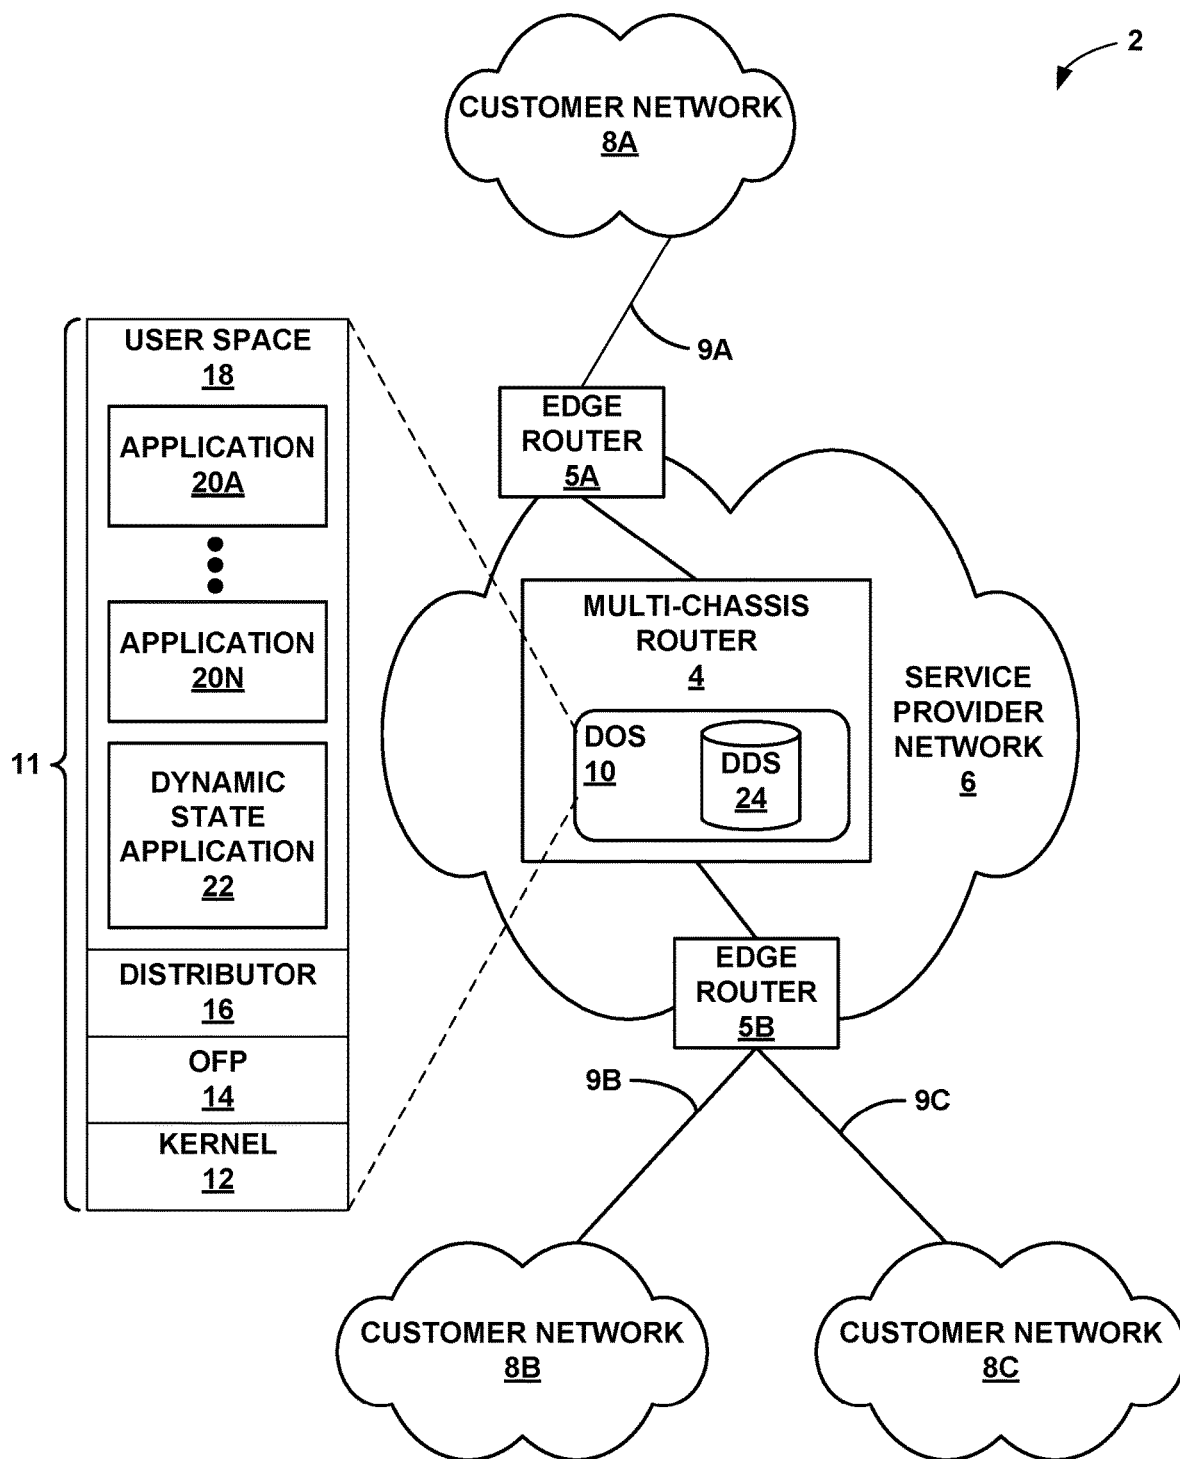 2
CUSTOMER NETWORK
8A
9A
USER SPACE
18
APPLICATION
20A
APPLICATION
20N
DYNAMIC
STATE
APPLICATION
22
DISTRIBUTOR
16
OFP
14
KERNEL
12
11
EDGE
ROUTER
5A
MULTI-CHASSIS
ROUTER
4
DOS
10
DDS
24
SERVICE
PROVIDER
NETWORK
6
EDGE
ROUTER
5B
9B
9C
CUSTOMER NETWORK
8B
CUSTOMER NETWORK
8C